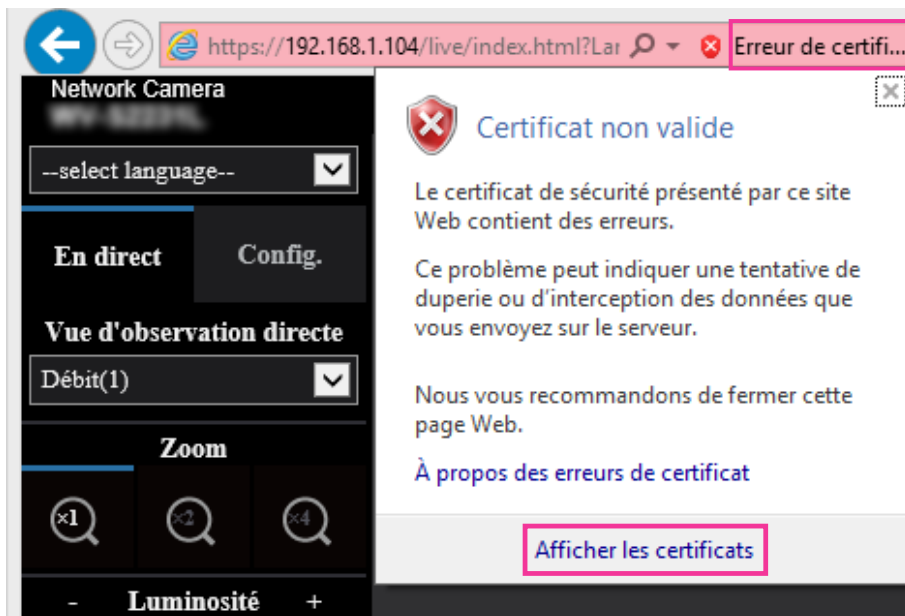 https://192.168.1.104/live/index.html?Lar
Erreur de certifi...
Network Camera
--select language--
En direct
Config.
Vue d'observation directe
Débit(1)
Zoom
×1
×2
×4
- Luminosité +
Certificat non valide
Le certificat de sécurité présenté par ce site
Web contient des erreurs.
Ce problème peut indiquer une tentative de
duperie ou d'interception des données que
vous envoyez sur le serveur.
Nous vous recommandons de fermer cette
page Web.
À propos des erreurs de certificat
Afficher les certificats